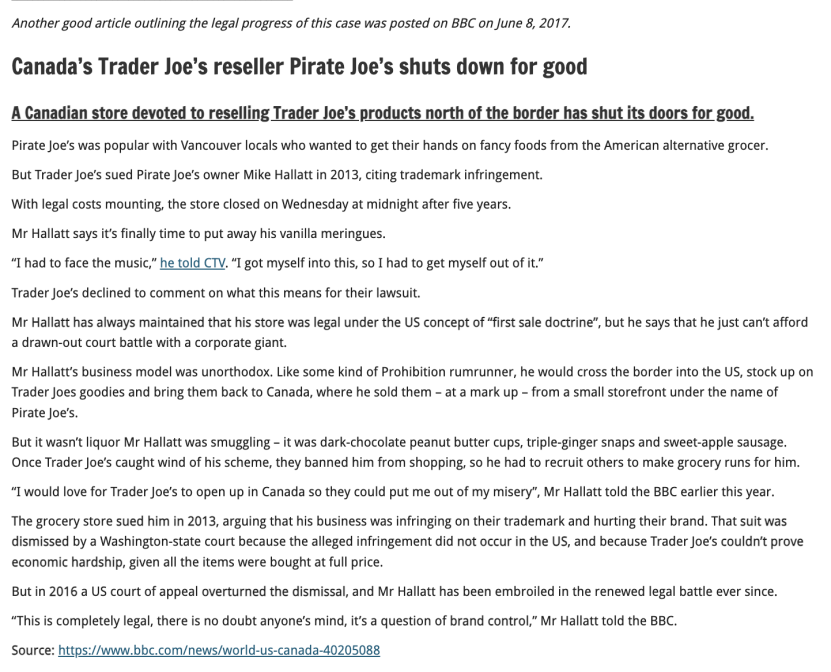 Another good article outlining the legal progress of this case was posted on BBC on June 8, 2017.
Canada's Trader Joe's reseller Pirate Joe's shuts down for good
A Canadian store devoted to reselling Trader Joe's products north of the border has shut its doors for good.
Pirate Joe's was popular with Vancouver locals who wanted to get their hands on fancy foods from the American alternative grocer.
But Trader Joe's sued Pirate Joe's owner Mike Hallatt in 2013, citing trademark infringement.
With legal costs mounting, the store closed on Wednesday at midnight after five years.
Mr Hallatt says it's finally time to put away his vanilla meringues.
“I had to face the music,” he told CTV. “I got myself into this, so I had to get myself out of it.”
Trader Joe's declined to comment on what this means for their lawsuit.
Mr Hallatt has always maintained that his store was legal under the US concept of “first sale doctrine”, but he says that he just can't afford
a drawn-out court battle with a corporate giant.
Mr Hallatt's business model was unorthodox. Like some kind of Prohibition rumrunner, he would cross the border into the US, stock up on
Trader Joes goodies and bring them back to Canada, where he sold them – at a mark up – from a small storefront under the name of
Pirate Joe's.
But it wasn't liquor Mr Hallatt was smuggling – it was dark-chocolate peanut butter cups, triple-ginger snaps and sweet-apple sausage.
Once Trader Joe's caught wind of his scheme, they banned him from shopping, so he had to recruit others to make grocery runs for him.
“I would love for Trader Joe's to open up in Canada so they could put me out of my misery”, Mr Hallatt told the BBC earlier this year.
The grocery store sued him in 2013, arguing that his business was infringing on their trademark and hurting their brand. That suit was
dismissed by a Washington-state court because the alleged infringement did not occur in the US, and because Trader Joe's couldn't prove
economic hardship, given all the items were bought at full price.
But in 2016 a US court of appeal overturned the dismissal, and Mr Hallatt has been embroiled in the renewed legal battle ever since.
“This is completely legal, there is no doubt anyone's mind, it's a question of brand control,” Mr Hallatt told the BBC.
Source: https://www.bbc.com/news/world-us-canada-40205088